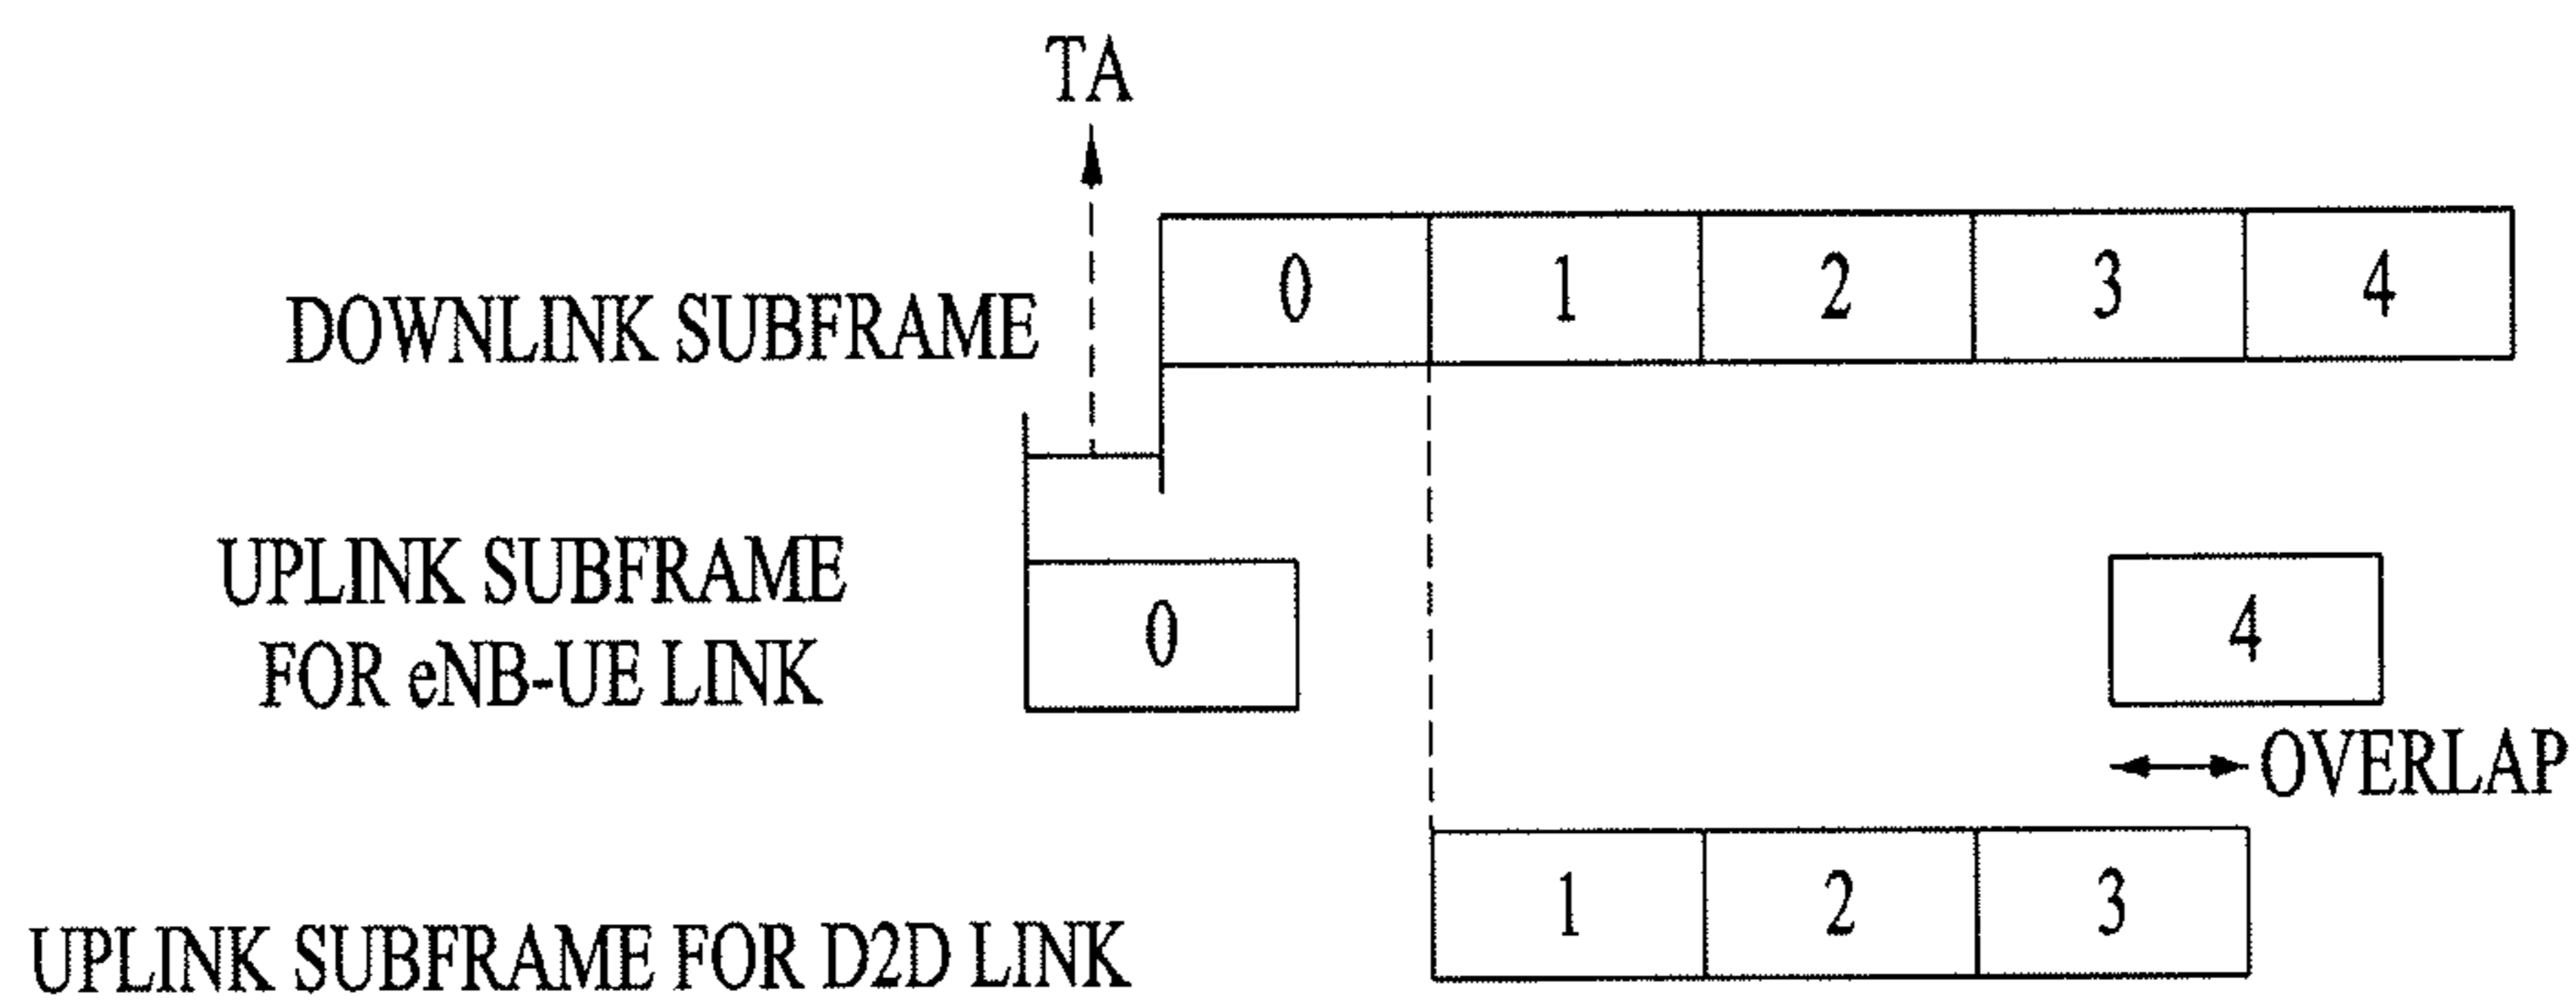 TA
DOWNLINK SUBFRAME 0 1 2 3 4
UPLINK SUBFRAME
FOR eNB-UE LINK
0 4
OVERLAP
UPLINK SUBFRAME FOR D2D LINK 1 2 3